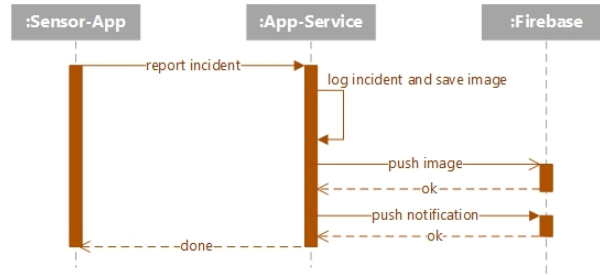 :Sensor-App
:App-Service
:Firebase
report incident
log incident and save image
push image
ok
push notification
ok
done